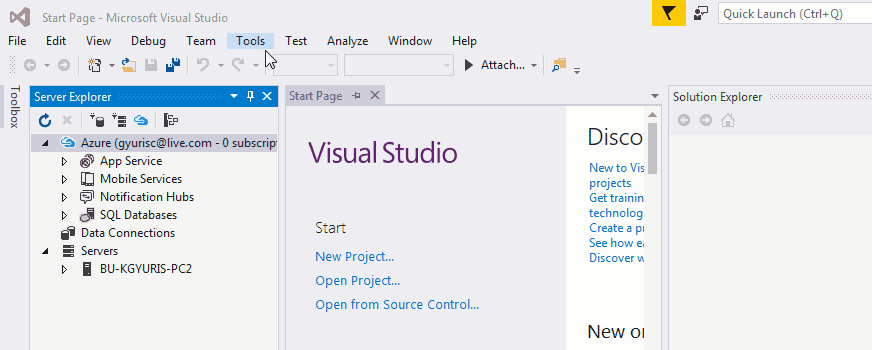 Start Page - Microsoft Visual Studio
Quick Launch (Ctrl+Q)
File Edit View Debug Team Tools Test Analyze Window Help
Attach...
Toolbox
Server Explorer
Azure (gyurisc@live.com - 0 subscript
App Service
Mobile Services
Notification Hubs
SQL Databases
Data Connections
Servers
BU-KGYURIS-PC2
Start Page
Visual Studio
Start
New Project...
Open Project...
Open from Source Control...
Disco
New to Vis
projects
Get trainin
technolog
Create a pr
See how ea
Discover w
New on
Solution Explorer